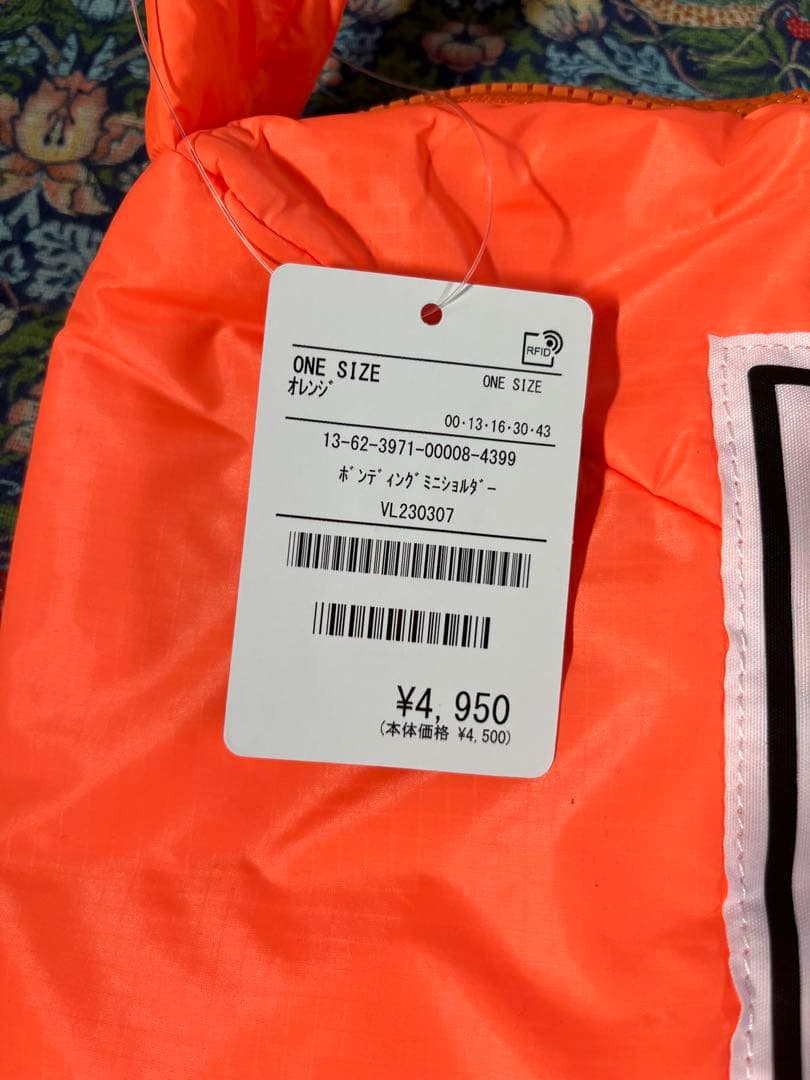 RFID
ONE SIZE ONE SIZE
オレンジ
00・13・16・30・43
13-62-3971-00008-4399
ボンディングミニショルダー
VL230307
¥4,950
(本体価格 ¥4,500)